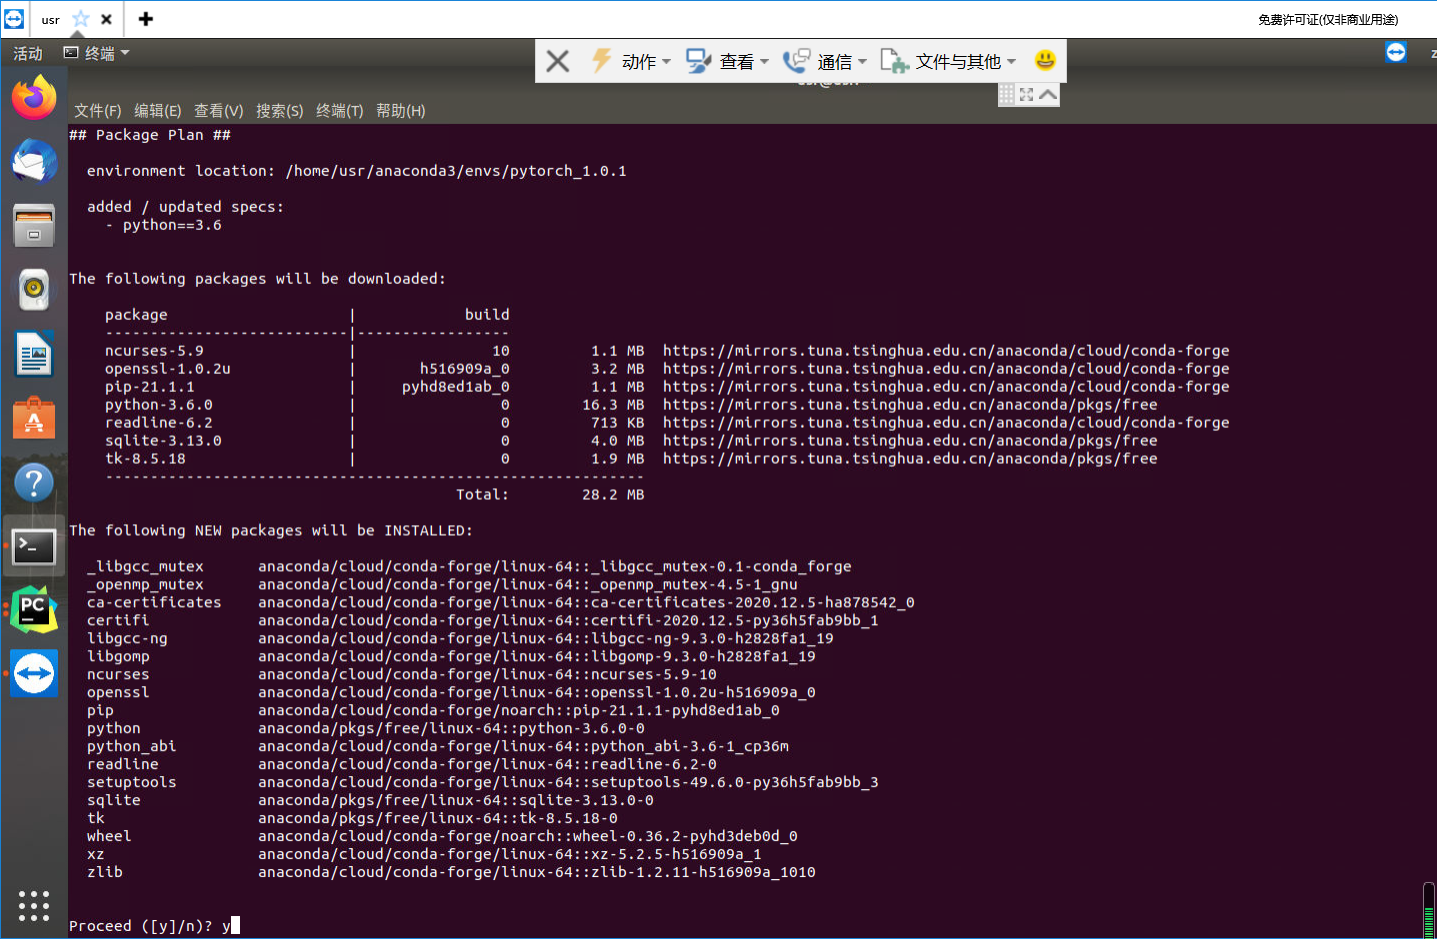 usr
免费许可证(仅非商业用途)
活动 终端
动作 查看 通信 文件与其他
文件(F) 编辑(E) 查看(V) 搜索(S) 终端(T) 帮助(H)
## Package Plan ##
environment location: /home/usr/anaconda3/envs/pytorch_1.0.1
added / updated specs:
- python==3.6
The following packages will be downloaded:
package | build
---------------------------|-----------------
ncurses-5.9 | 10 1.1 MB https://mirrors.tuna.tsinghua.edu.cn/anaconda/cloud/conda-forge
openssl-1.0.2u | h516909a_0 3.2 MB https://mirrors.tuna.tsinghua.edu.cn/anaconda/cloud/conda-forge
pip-21.1.1 | pyhd8ed1ab_0 1.1 MB https://mirrors.tuna.tsinghua.edu.cn/anaconda/cloud/conda-forge
python-3.6.0 | 0 16.3 MB https://mirrors.tuna.tsinghua.edu.cn/anaconda/pkgs/free
readline-6.2 | 0 713 KB https://mirrors.tuna.tsinghua.edu.cn/anaconda/cloud/conda-forge
sqlite-3.13.0 | 0 4.0 MB https://mirrors.tuna.tsinghua.edu.cn/anaconda/pkgs/free
tk-8.5.18 | 0 1.9 MB https://mirrors.tuna.tsinghua.edu.cn/anaconda/pkgs/free
------------------------------------------------------------
Total: 28.2 MB
The following NEW packages will be INSTALLED:
_libgcc_mutex anaconda/cloud/conda-forge/linux-64::_libgcc_mutex-0.1-conda_forge
_openmp_mutex anaconda/cloud/conda-forge/linux-64::_openmp_mutex-4.5-1_gnu
ca-certificates anaconda/cloud/conda-forge/linux-64::ca-certificates-2020.12.5-ha878542_0
certifi anaconda/cloud/conda-forge/linux-64::certifi-2020.12.5-py36h5fab9bb_1
libgcc-ng anaconda/cloud/conda-forge/linux-64::libgcc-ng-9.3.0-h2828fa1_19
libgomp anaconda/cloud/conda-forge/linux-64::libgomp-9.3.0-h2828fa1_19
ncurses anaconda/cloud/conda-forge/linux-64::ncurses-5.9-10
openssl anaconda/cloud/conda-forge/linux-64::openssl-1.0.2u-h516909a_0
pip anaconda/cloud/conda-forge/noarch::pip-21.1.1-pyhd8ed1ab_0
python anaconda/pkgs/free/linux-64::python-3.6.0-0
python_abi anaconda/cloud/conda-forge/linux-64::python_abi-3.6-1_cp36m
readline anaconda/cloud/conda-forge/linux-64::readline-6.2-0
setuptools anaconda/cloud/conda-forge/linux-64::setuptools-49.6.0-py36h5fab9bb_3
sqlite anaconda/pkgs/free/linux-64::sqlite-3.13.0-0
tk anaconda/pkgs/free/linux-64::tk-8.5.18-0
wheel anaconda/cloud/conda-forge/noarch::wheel-0.36.2-pyhd3deb0d_0
xz anaconda/cloud/conda-forge/linux-64::xz-5.2.5-h516909a_1
zlib anaconda/cloud/conda-forge/linux-64::zlib-1.2.11-h516909a_1010
Proceed ([y]/n)? y
PC